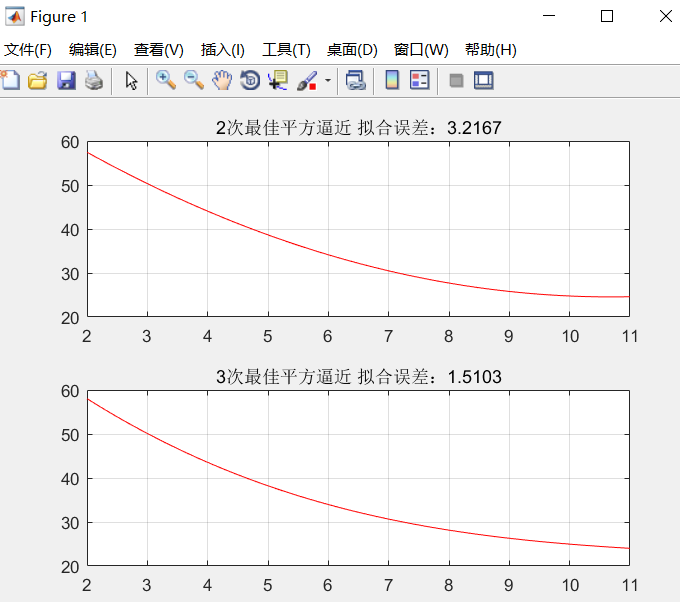 Figure 1
文件(F) 编辑(E) 查看(V) 插入(I) 工具(T) 桌面(D) 窗口(W) 帮助(H)
2次最佳平方逼近 拟合误差：3.2167
60
50
40
30
20
2 3 4 5 6 7 8 9 10 11
3次最佳平方逼近 拟合误差：1.5103
60
50
40
30
20
2 3 4 5 6 7 8 9 10 11